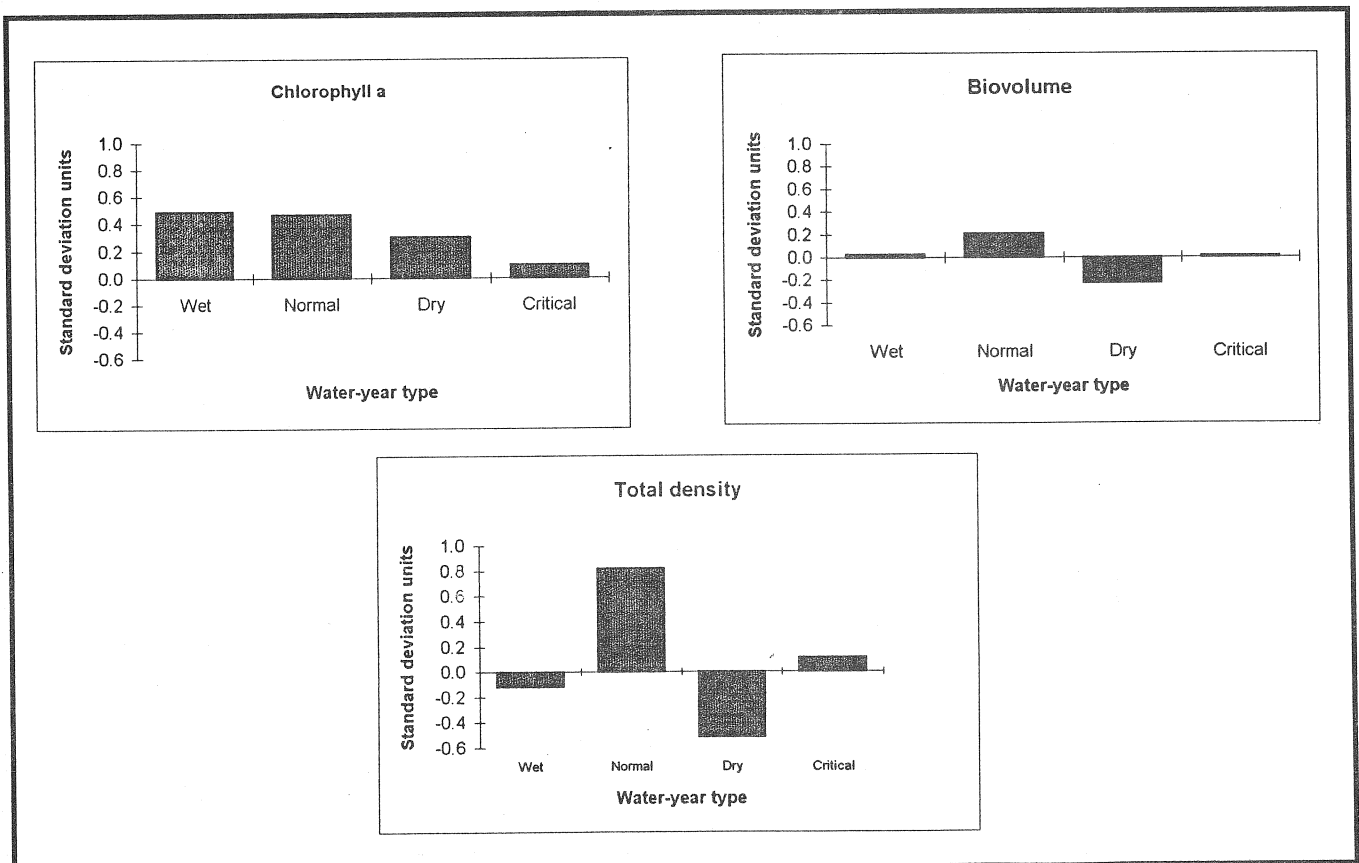 Chlorophyll a
Standard deviation units
1.0
0.8
0.6
0.4
0.2
0.0
-0.2
-0.4
-0.6
Wet Normal Dry Critical
Water-year type
Biovolume
Standard deviation units
1.0
0.8
0.6
0.4
0.2
0.0
-0.2
-0.4
-0.6
Wet Normal Dry Critical
Water-year type
Total density
Standard deviation units
1.0
0.8
0.6
0.4
0.2
0.0
-0.2
-0.4
-0.6
Wet Normal Dry Critical
Water-year type